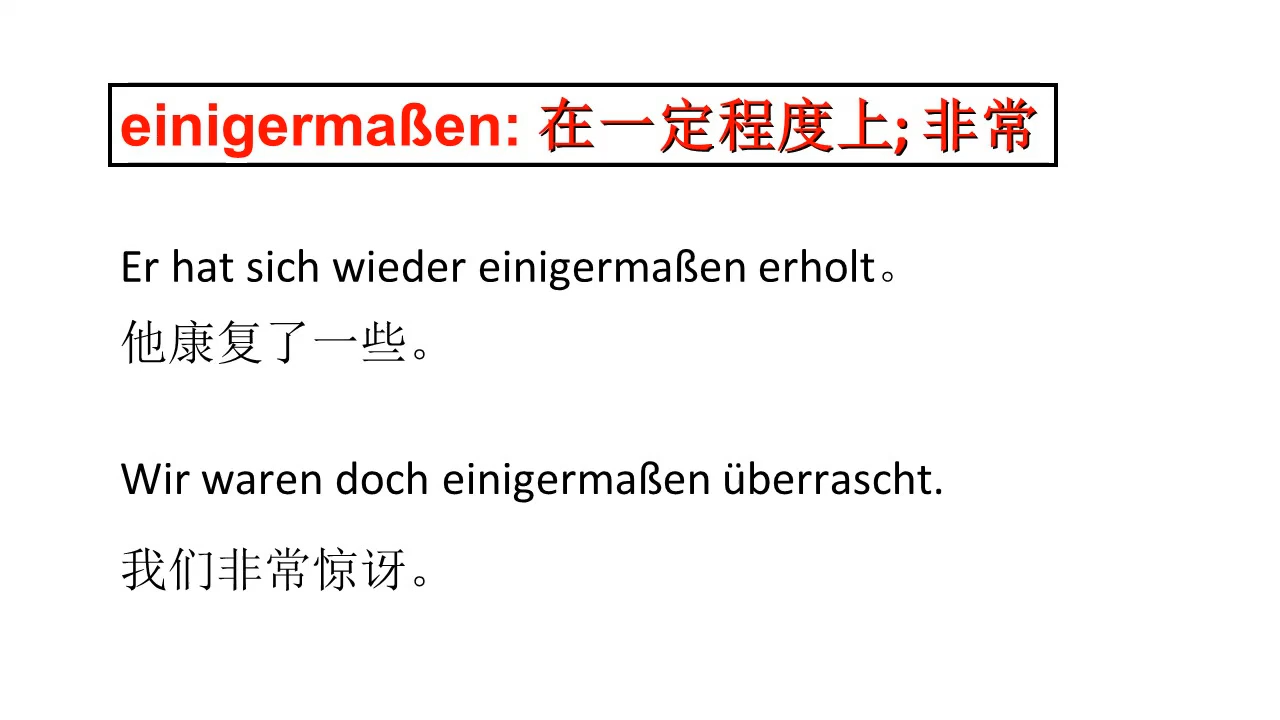 einigermaßen: 在一定程度上; 非常
Er hat sich wieder einigermaßen erholt。
他康复了一些。
Wir waren doch einigermaßen überrascht.
我们非常惊讶。